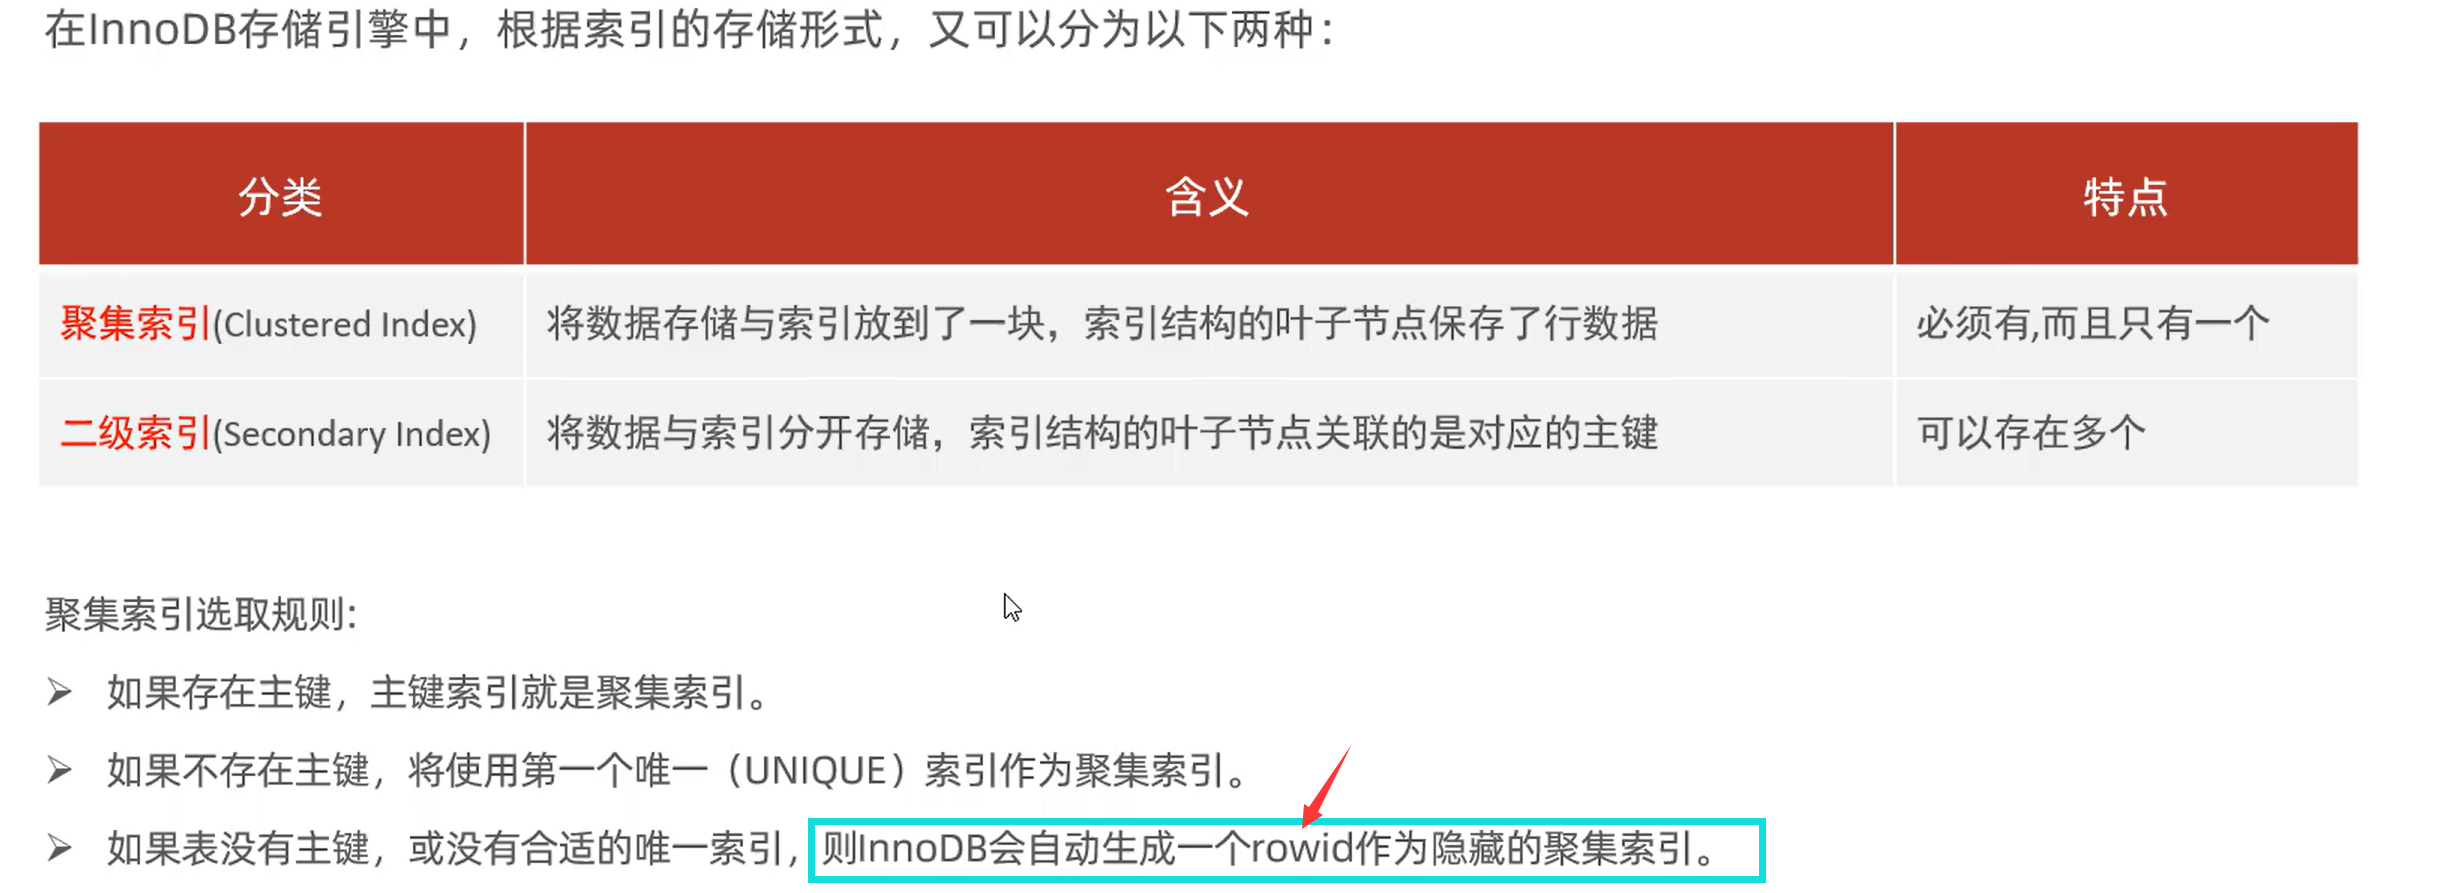 在InnoDB存储引擎中，根据索引的存储形式，又可以分为以下两种：
分类 含义 特点
聚集索引(Clustered Index) 将数据存储与索引放到了一块，索引结构的叶子节点保存了行数据 必须有,而且只有一个
二级索引(Secondary Index) 将数据与索引分开存储，索引结构的叶子节点关联的是对应的主键 可以存在多个
聚集索引选取规则:
➢ 如果存在主键，主键索引就是聚集索引。
➢ 如果不存在主键，将使用第一个唯一（UNIQUE）索引作为聚集索引。
➢ 如果表没有主键，或没有合适的唯一索引，则InnoDB会自动生成一个rowid作为隐藏的聚集索引。